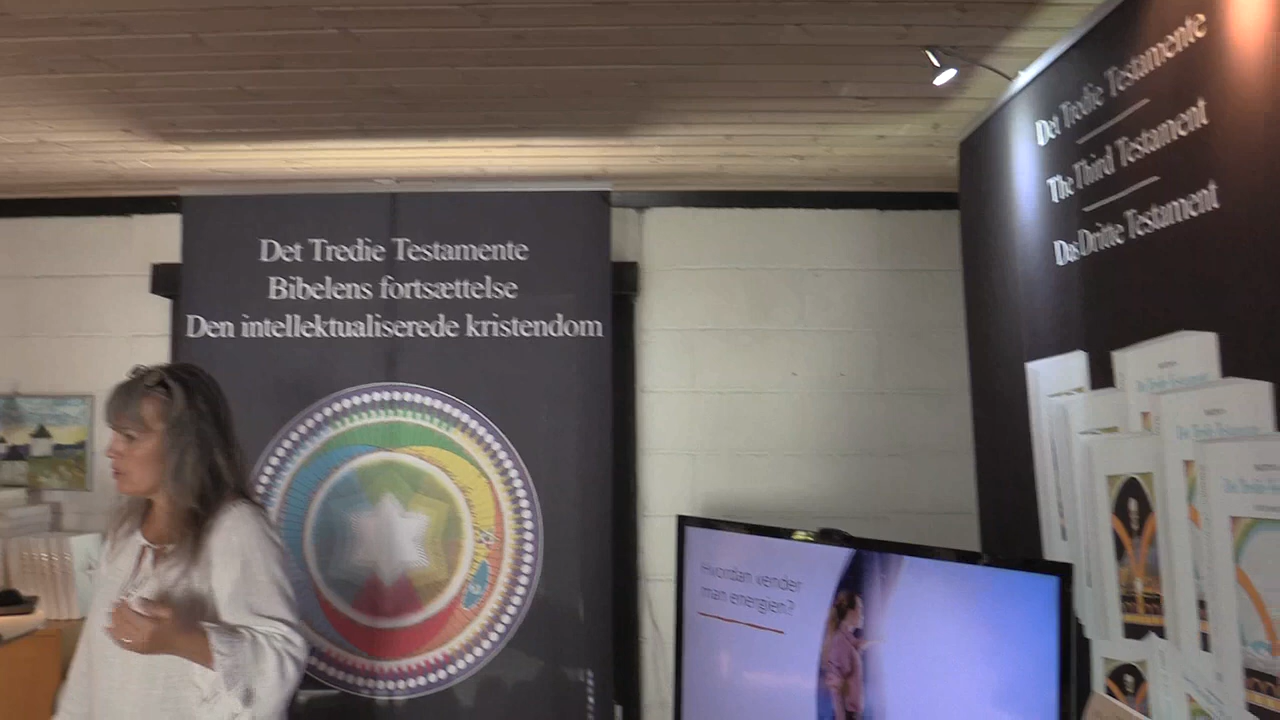 Det Tredie Testamente
Bibelens fortsættelse
Den intellektualiserede kristendom
Det Tredie Testamente
The Third Testament
Das Dritte Testament
Hvordan vender
man energien?